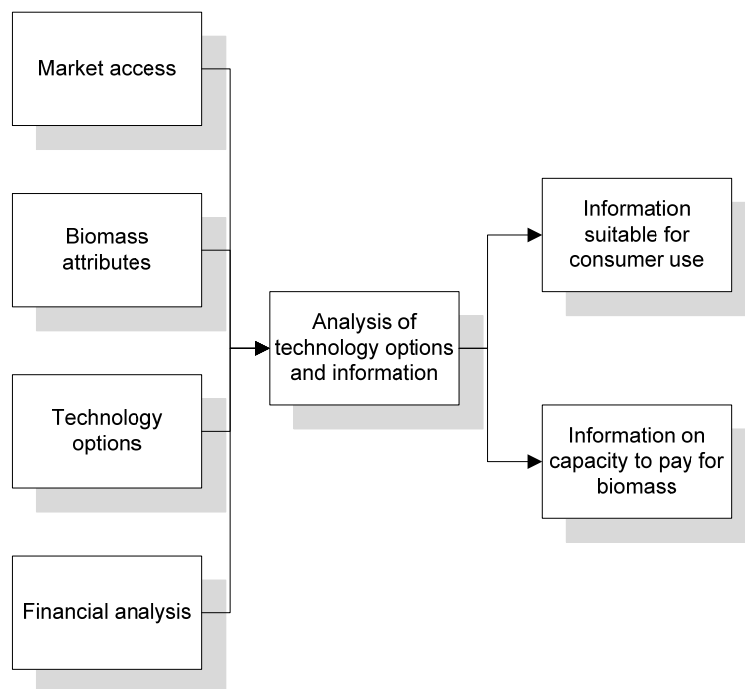 Market access
Biomass
attributes
Technology
options
Financial analysis
Analysis of
technology options
and information
Information
suitable for
consumer use
Information on
capacity to pay for
biomass